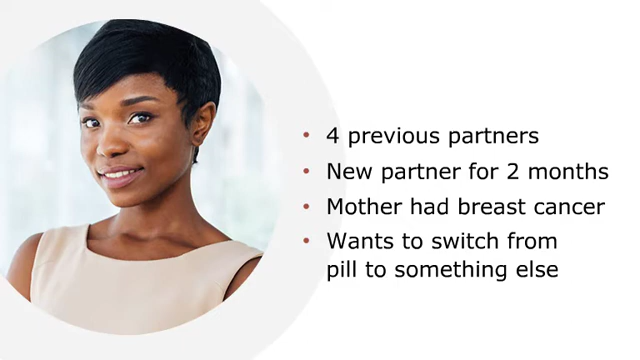 • 4 previous partners
• New partner for 2 months
• Mother had breast cancer
• Wants to switch from
pill to something else